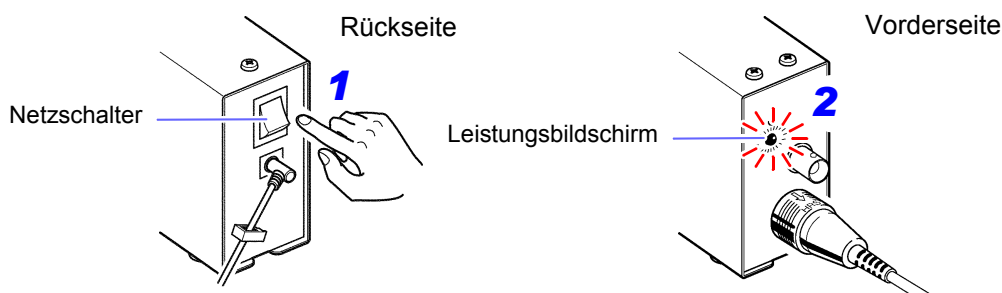 Rückseite
Vorderseite
1
2
Netzschalter
Leistungsbildschirm